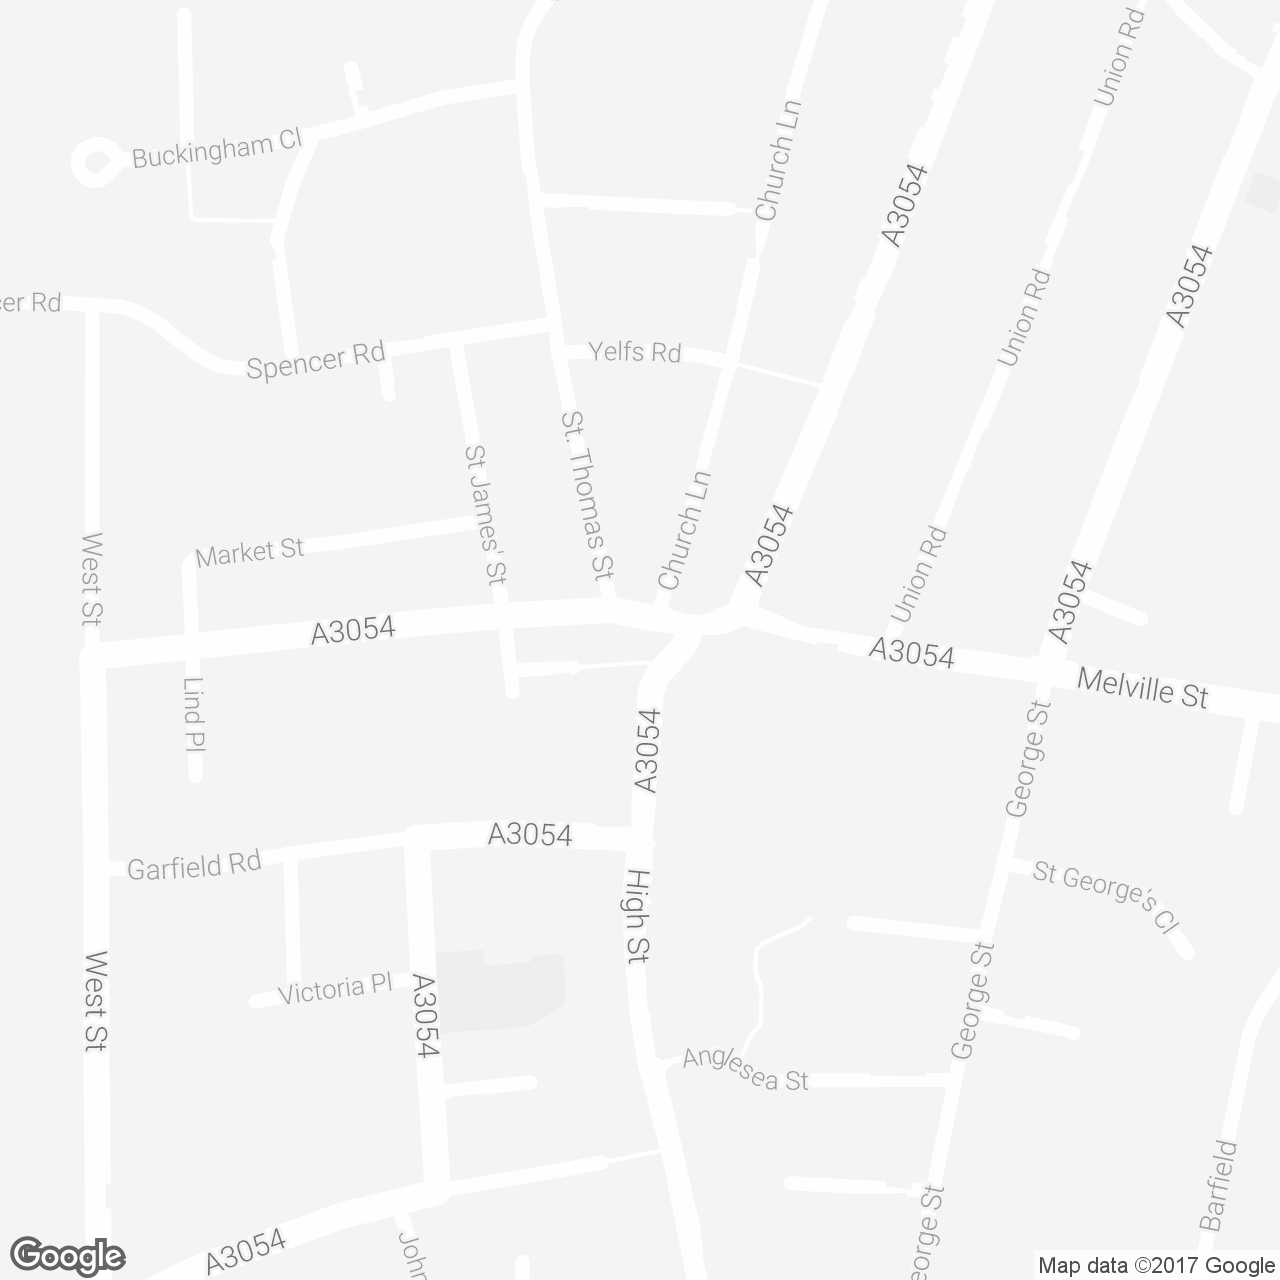 Union Rd
Buckingham Cl
Church Ln
A3054
A3054
Union Rd
cer Rd
Spencer Rd
Yelfs Rd
St. Thomas St
St James' St
Church Ln
A3054
West St
Market St
Union Rd
A3054
A3054
A3054
Melville St
Lind Pl
A3054
George St
A3054
Garfield Rd
High St
St George's Cl
West St
Victoria Pl
A3054
George St
Anglesea St
Barfield
George St
A3054
John
Google
Map data ©2017 Google